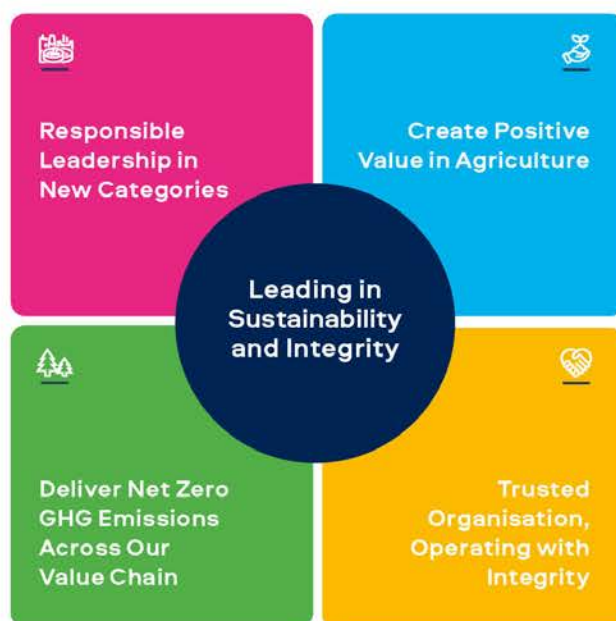 Responsible
Leadership in
New Categories
Create Positive
Value in Agriculture
Leading in
Sustainability
and Integrity
Deliver Net Zero
GHG Emissions
Across Our
Value Chain
Trusted
Organisation,
Operating with
Integrity